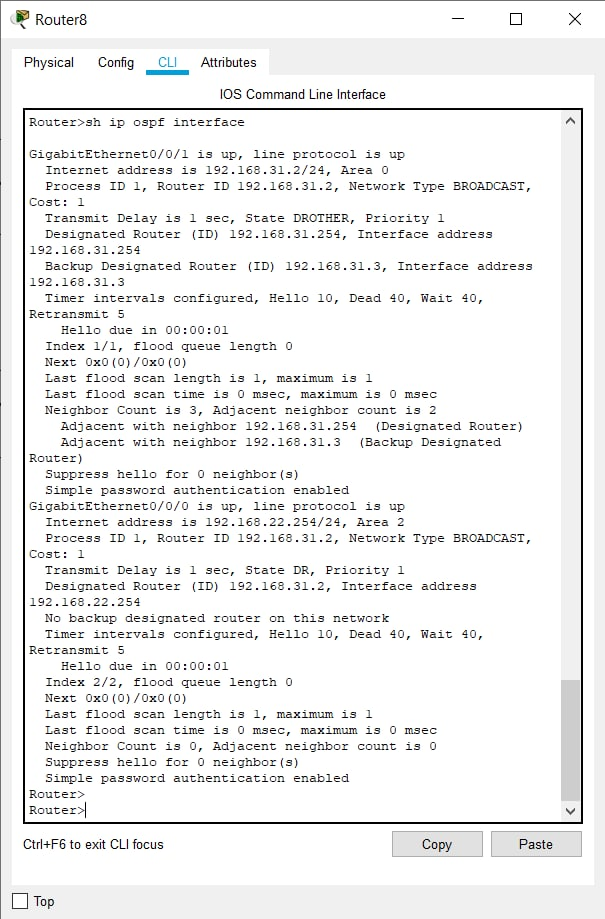 Router8
Physical Config CLI Attributes
IOS Command Line Interface
Router>sh ip ospf interface
GigabitEthernet0/0/1 is up, line protocol is up
Internet address is 192.168.31.2/24, Area 0
Process ID 1, Router ID 192.168.31.2, Network Type BROADCAST,
Cost: 1
Transmit Delay is 1 sec, State DROTHER, Priority 1
Designated Router (ID) 192.168.31.254, Interface address
192.168.31.254
Backup Designated Router (ID) 192.168.31.3, Interface address
192.168.31.3
Timer intervals configured, Hello 10, Dead 40, Wait 40,
Retransmit 5
Hello due in 00:00:01
Index 1/1, flood queue length 0
Next 0x0(0)/0x0(0)
Last flood scan length is 1, maximum is 1
Last flood scan time is 0 msec, maximum is 0 msec
Neighbor Count is 3, Adjacent neighbor count is 2
Adjacent with neighbor 192.168.31.254 (Designated Router)
Adjacent with neighbor 192.168.31.3 (Backup Designated
Router)
Suppress hello for 0 neighbor(s)
Simple password authentication enabled
GigabitEthernet0/0/0 is up, line protocol is up
Internet address is 192.168.22.254/24, Area 2
Process ID 1, Router ID 192.168.31.2, Network Type BROADCAST,
Cost: 1
Transmit Delay is 1 sec, State DR, Priority 1
Designated Router (ID) 192.168.31.2, Interface address
192.168.22.254
No backup designated router on this network
Timer intervals configured, Hello 10, Dead 40, Wait 40,
Retransmit 5
Hello due in 00:00:01
Index 2/2, flood queue length 0
Next 0x0(0)/0x0(0)
Last flood scan length is 1, maximum is 1
Last flood scan time is 0 msec, maximum is 0 msec
Neighbor Count is 0, Adjacent neighbor count is 0
Suppress hello for 0 neighbor(s)
Simple password authentication enabled
Router>
Router>
Ctrl+F6 to exit CLI focus
Copy Paste
Top